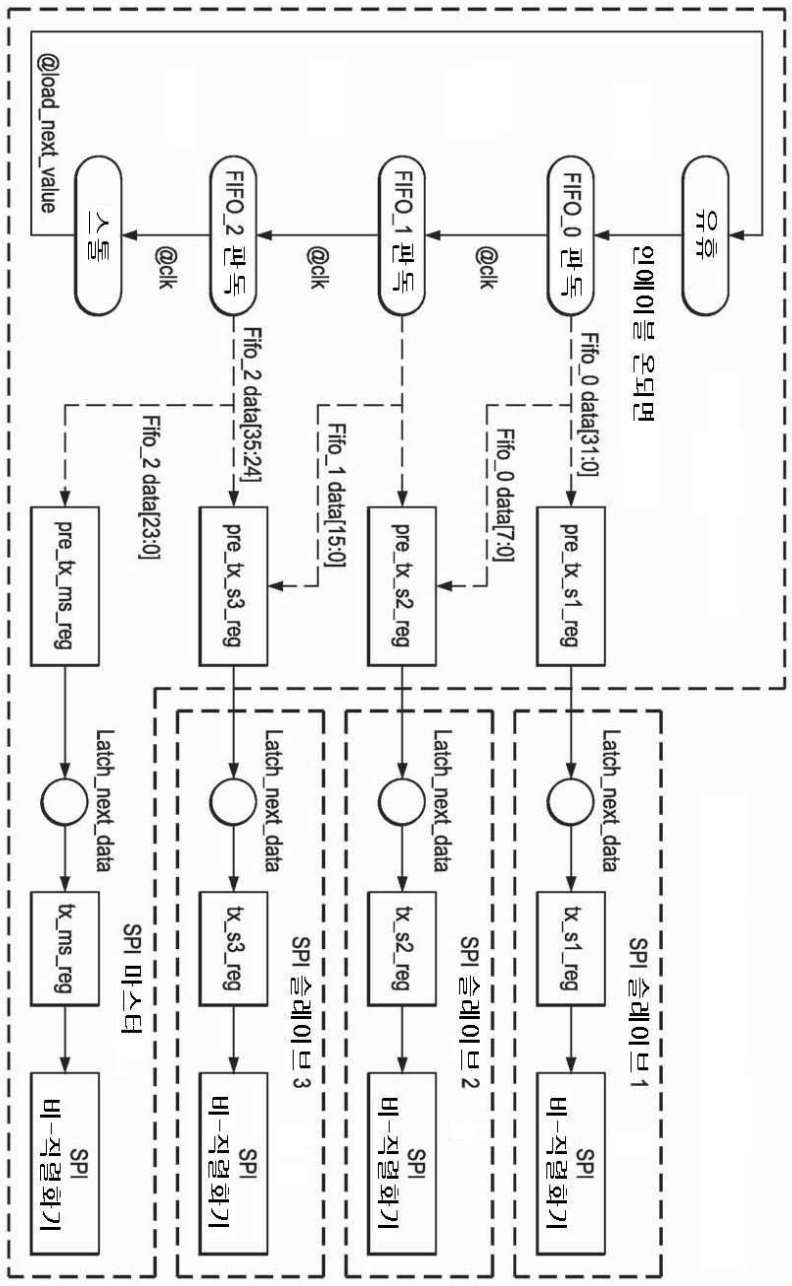 유휴
인에이블 온되면
FIFO_0 판독
@clk
FIFO_1 판독
@clk
FIFO_2 판독
@clk
스톨
@load_next_value
Fifo_0 data[31:0]
Fifo_0 data[7:0]
Fifo_1 data[15:0]
Fifo_2 data[35:24]
Fifo_2 data[23:0]
pre_tx_s1_reg
pre_tx_s2_reg
pre_tx_s3_reg
pre_tx_ms_reg
Latch_next_data
Latch_next_data
Latch_next_data
Latch_next_data
SPI 슬레이브 1
tx_s1_reg
SPI
비-직렬화기
SPI 슬레이브 2
tx_s2_reg
SPI
비-직렬화기
SPI 슬레이브 3
tx_s3_reg
SPI
비-직렬화기
SPI 마스터
tx_ms_reg
SPI
비-직렬화기